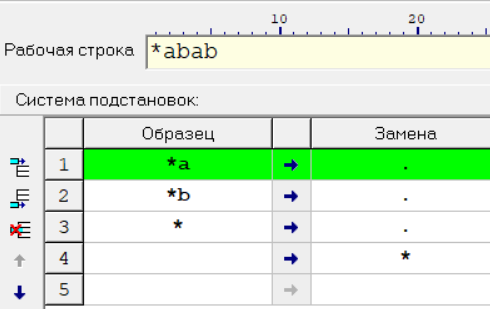 10 20
Рабочая строка *abab
Система подстановок:
Образец Замена
1 *a → .
2 *b → .
3 * → .
4 → *
5 →